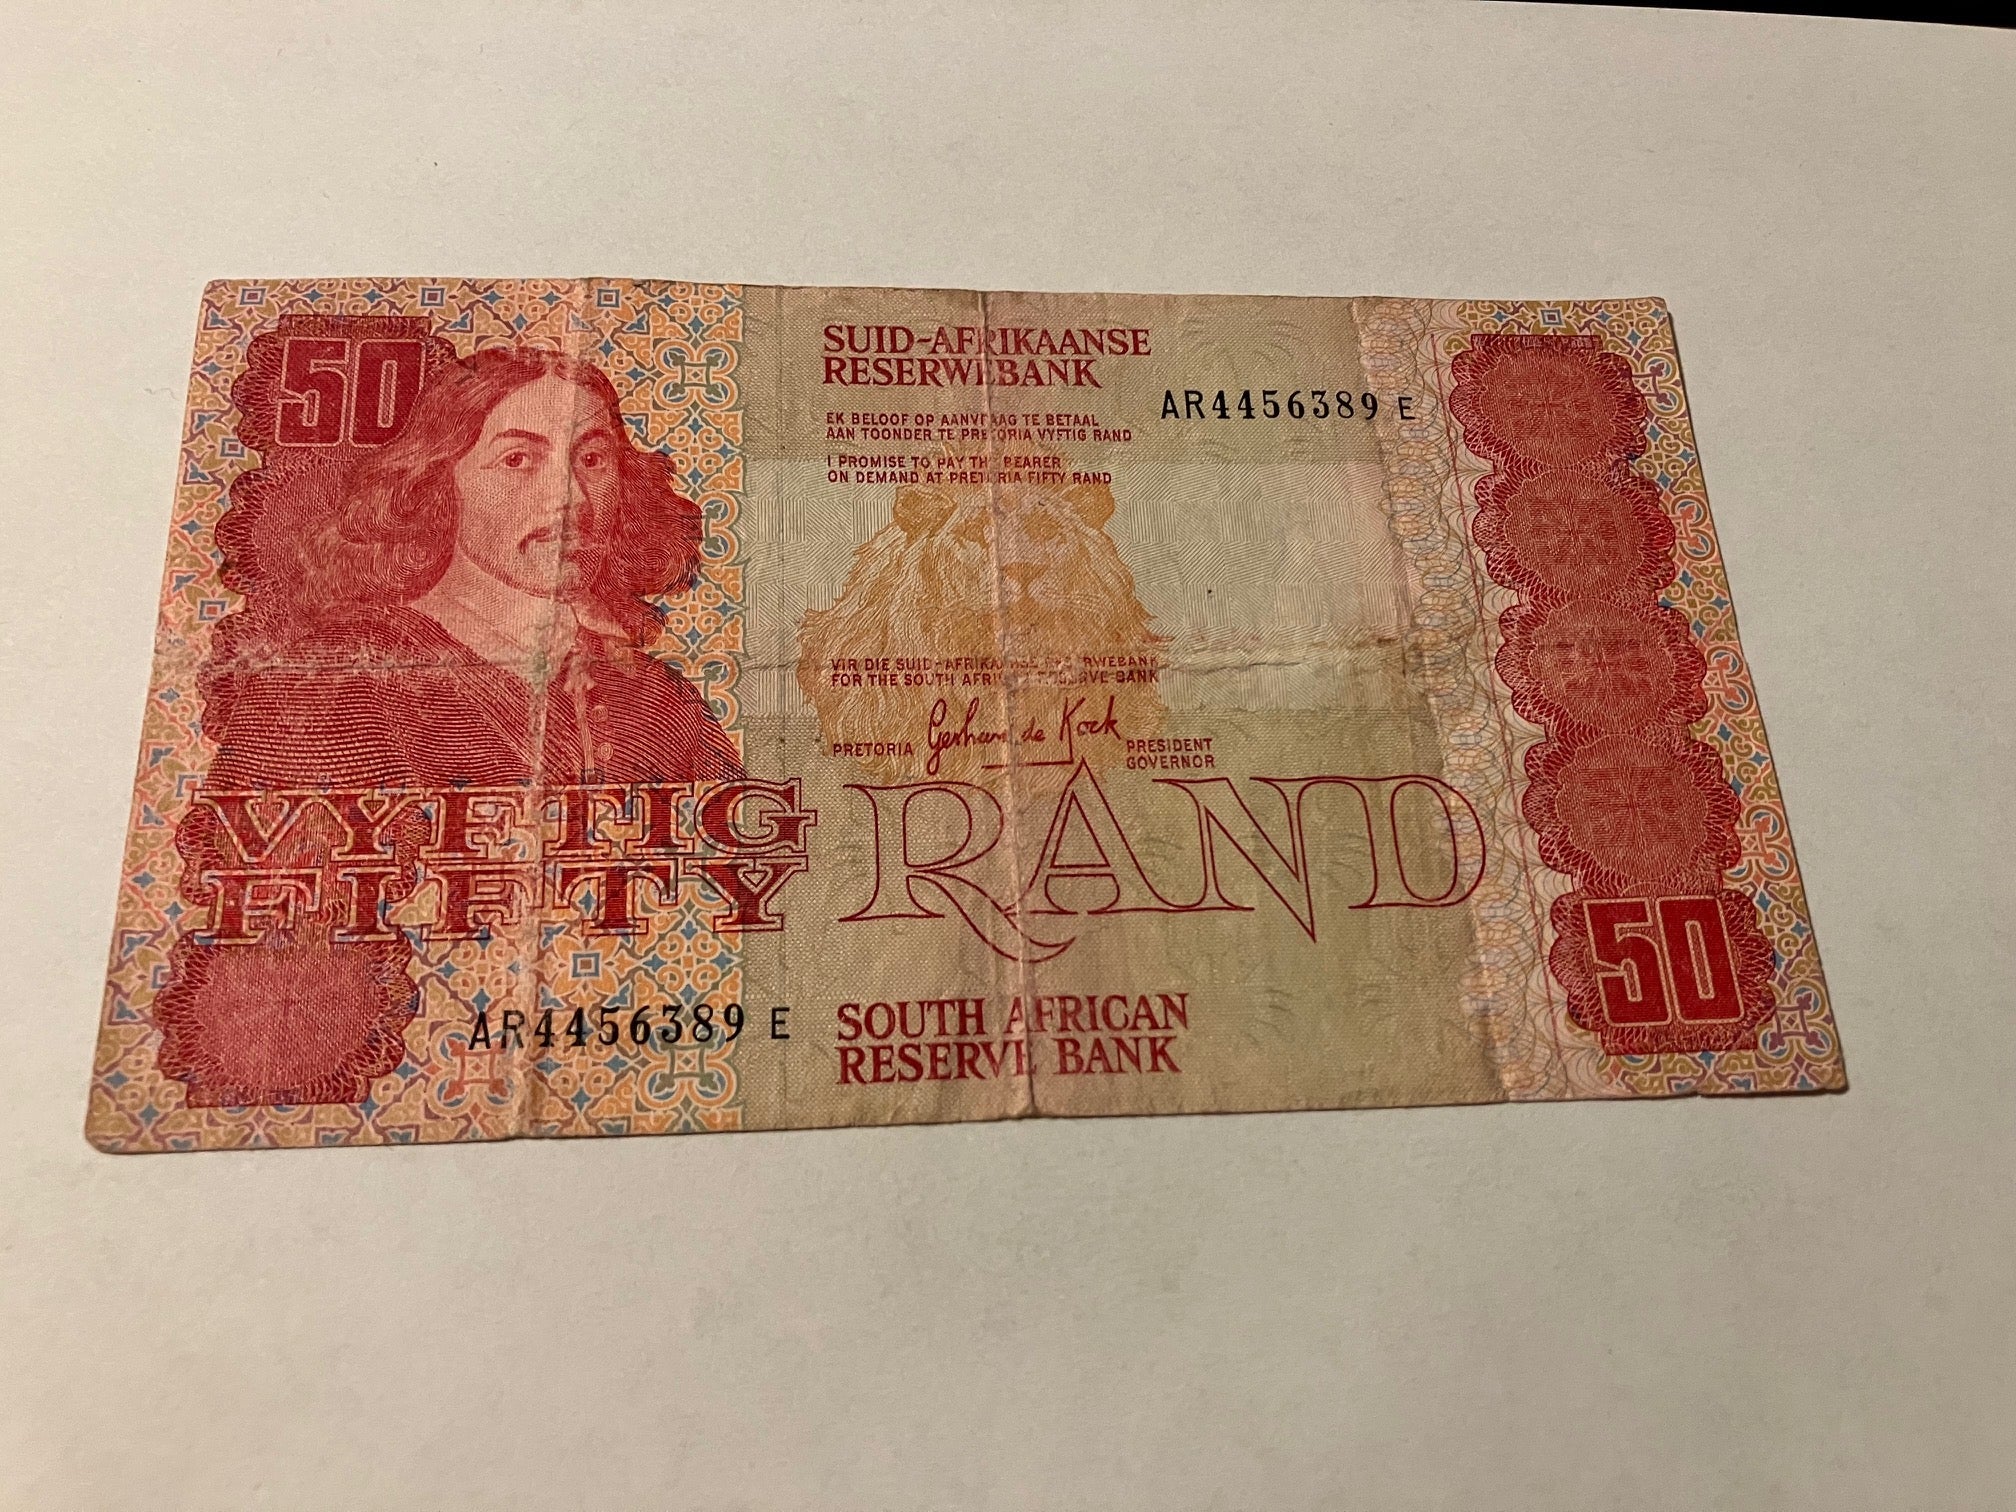 50
SUID-AFRIKAANSE
RESERWEBANK
AR4456389 E
EK BELOOF OP AANVRAAG TE BETAAL
AAN TOONDER TE PRETORIA VYFTIG RAND
I PROMISE TO PAY THE BEARER
ON DEMAND AT PRETORIA FIFTY RAND
VIR DIE SUID-AFRIKAANSE RESERWEBANK
FOR THE SOUTH AFRICAN RESERVE BANK
PRETORIA Gerhard de Kock PRESIDENT
GOVERNOR
VYFTIG
FIFTY
RAND
50
AR4456389 E
SOUTH AFRICAN
RESERVE BANK